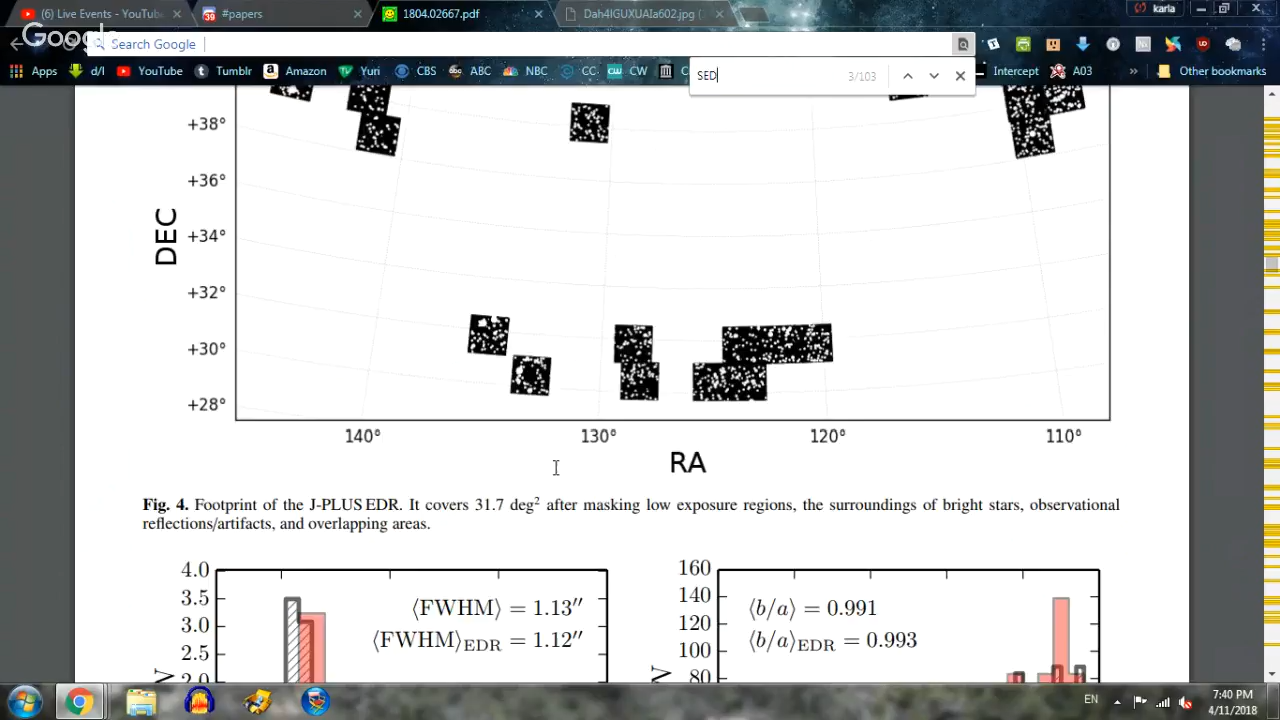 (6) Live Events - YouTube
#papers
1804.02667.pdf
Dah4IGUXUAIa602.jpg
karla
Google
Search Google
Apps
d/l
YouTube
Tumblr
Amazon
Yuri
CBS
ABC
NBC
CC
CW
Intercept
A03
»
Other bookmarks
SED
3/103
+38°
+36°
+34°
+32°
+30°
+28°
DEC
140°
130°
120°
110°
RA
Fig. 4. Footprint of the J-PLUS EDR. It covers 31.7 deg² after masking low exposure regions, the surroundings of bright stars, observational
reflections/artifacts, and overlapping areas.
4.0
3.5
3.0
2.5
2.0
N
⟨FWHM⟩ = 1.13″
⟨FWHM⟩EDR = 1.12″
160
140
120
100
80
N
⟨b/a⟩ = 0.991
⟨b/a⟩EDR = 0.993
EN
7:40 PM
4/11/2018